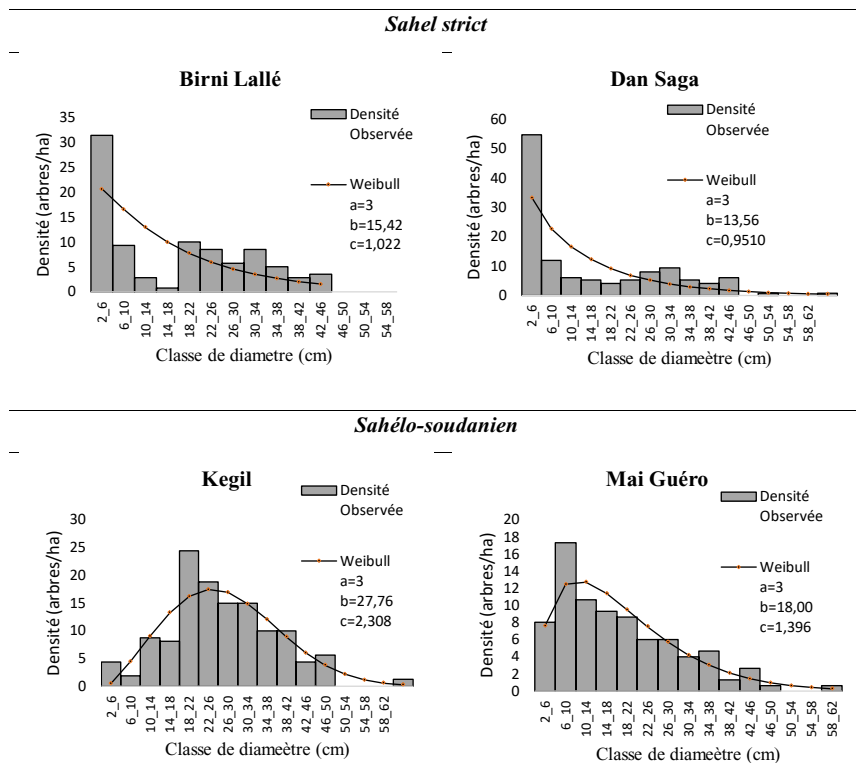 Sahel strict
Birni Lallé
Densité (arbres/ha)
35
30
25
20
15
10
5
0
Densité
Observée
Weibull
a=3
b=15,42
c=1,022
2_6
6_10
10_14
14_18
18_22
22_26
26_30
30_34
34_38
38_42
42_46
46_50
50_54
54_58
Classe de diametre (cm)
Dan Saga
Densité (arbres/ha)
60
50
40
30
20
10
0
Densité
Observée
Weibull
a=3
b=13,56
c=0,9510
2_6
6_10
10_14
14_18
18_22
22_26
26_30
30_34
34_38
38_42
42_46
46_50
50_54
54_58
58_62
Classe de diameètre (cm)
Sahélo-soudanien
Kegil
Densité (arbres/ha)
30
25
20
15
10
5
0
Densité
Observée
Weibull
a=3
b=27,76
c=2,308
2_6
6_10
10_14
14_18
18_22
22_26
26_30
30_34
34_38
38_42
42_46
46_50
50_54
54_58
58_62
Classe de diameètre (cm)
Mai Guéro
Densité (arbres/ha)
20
18
16
14
12
10
8
6
4
2
0
Densité
Observée
Weibull
a=3
b=18,00
c=1,396
2_6
6_10
10_14
14_18
18_22
22_26
26_30
30_34
34_38
38_42
42_46
46_50
50_54
54_58
58_62
Classe de diameètre (cm)